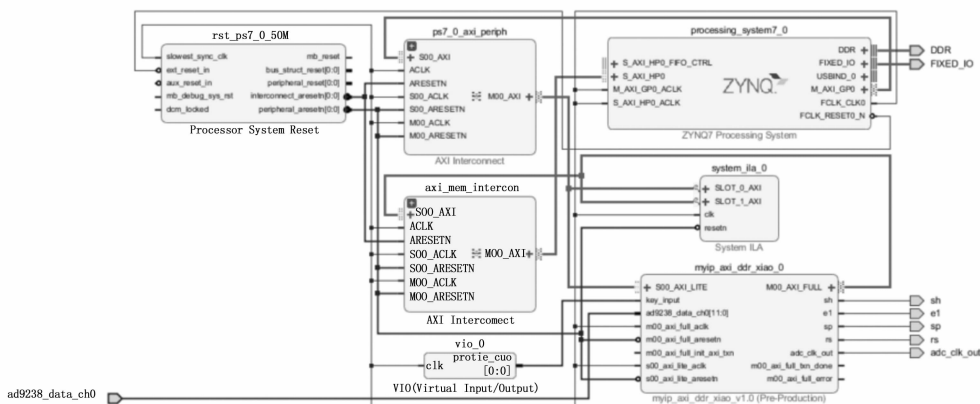 rst_ps7_0_50M
slowest_sync_clk
ext_reset_in
aux_reset_in
mb_debug_sys_rst
dcm_locked
mb_reset
bus_struct_reset[0:0]
peripheral_reset[0:0]
interconnect_aresetn[0:0]
peripheral_aresetn[0:0]
Processor System Reset
ps7_0_axi_periph
S00_AXI
ACLK
ARESETN
S00_ACLK
S00_ARESETN
M00_ACLK
M00_ARESETN
M00_AXI
AXI Interconnect
processing_system7_0
S_AXI_HP0_FIFO_CTRL
S_AXI_HP0
M_AXI_GP0_ACLK
S_AXI_HP0_ACLK
ZYNQ
DDR
FIXED_IO
USBIND_0
M_AXI_GP0
FCLK_CLK0
FCLK_RESET0_N
ZYNQ7 Processing System
DDR
FIXED_IO
axi_mem_intercon
S00_AXI
ACLK
ARESETN
S00_ACLK
S00_ARESETN
M00_ACLK
M00_ARESETN
M00_AXI
AXI Intercomect
system_ila_0
SLOT_0_AXI
SLOT_1_AXI
clk
resetn
System ILA
vio_0
clk
protie_cuo
[0:0]
VIO(Virtual Input/Output)
myip_axi_ddr_xiao_0
S00_AXI_LITE
key_input
ad9238_data_ch0[11:0]
m00_axi_full_aclk
m00_axi_full_aresetn
m00_axi_full_init_axi_txn
s00_axi_lite_aclk
s00_axi_lite_aresetn
M00_AXI_FULL
sh
e1
sp
rs
adc_clk_out
m00_axi_full_txn_done
m00_axi_full_error
myip_axi_ddr_xiao_v1.0 (Pre-Production)
sh
e1
sp
rs
adc_clk_out
ad9238_data_ch0